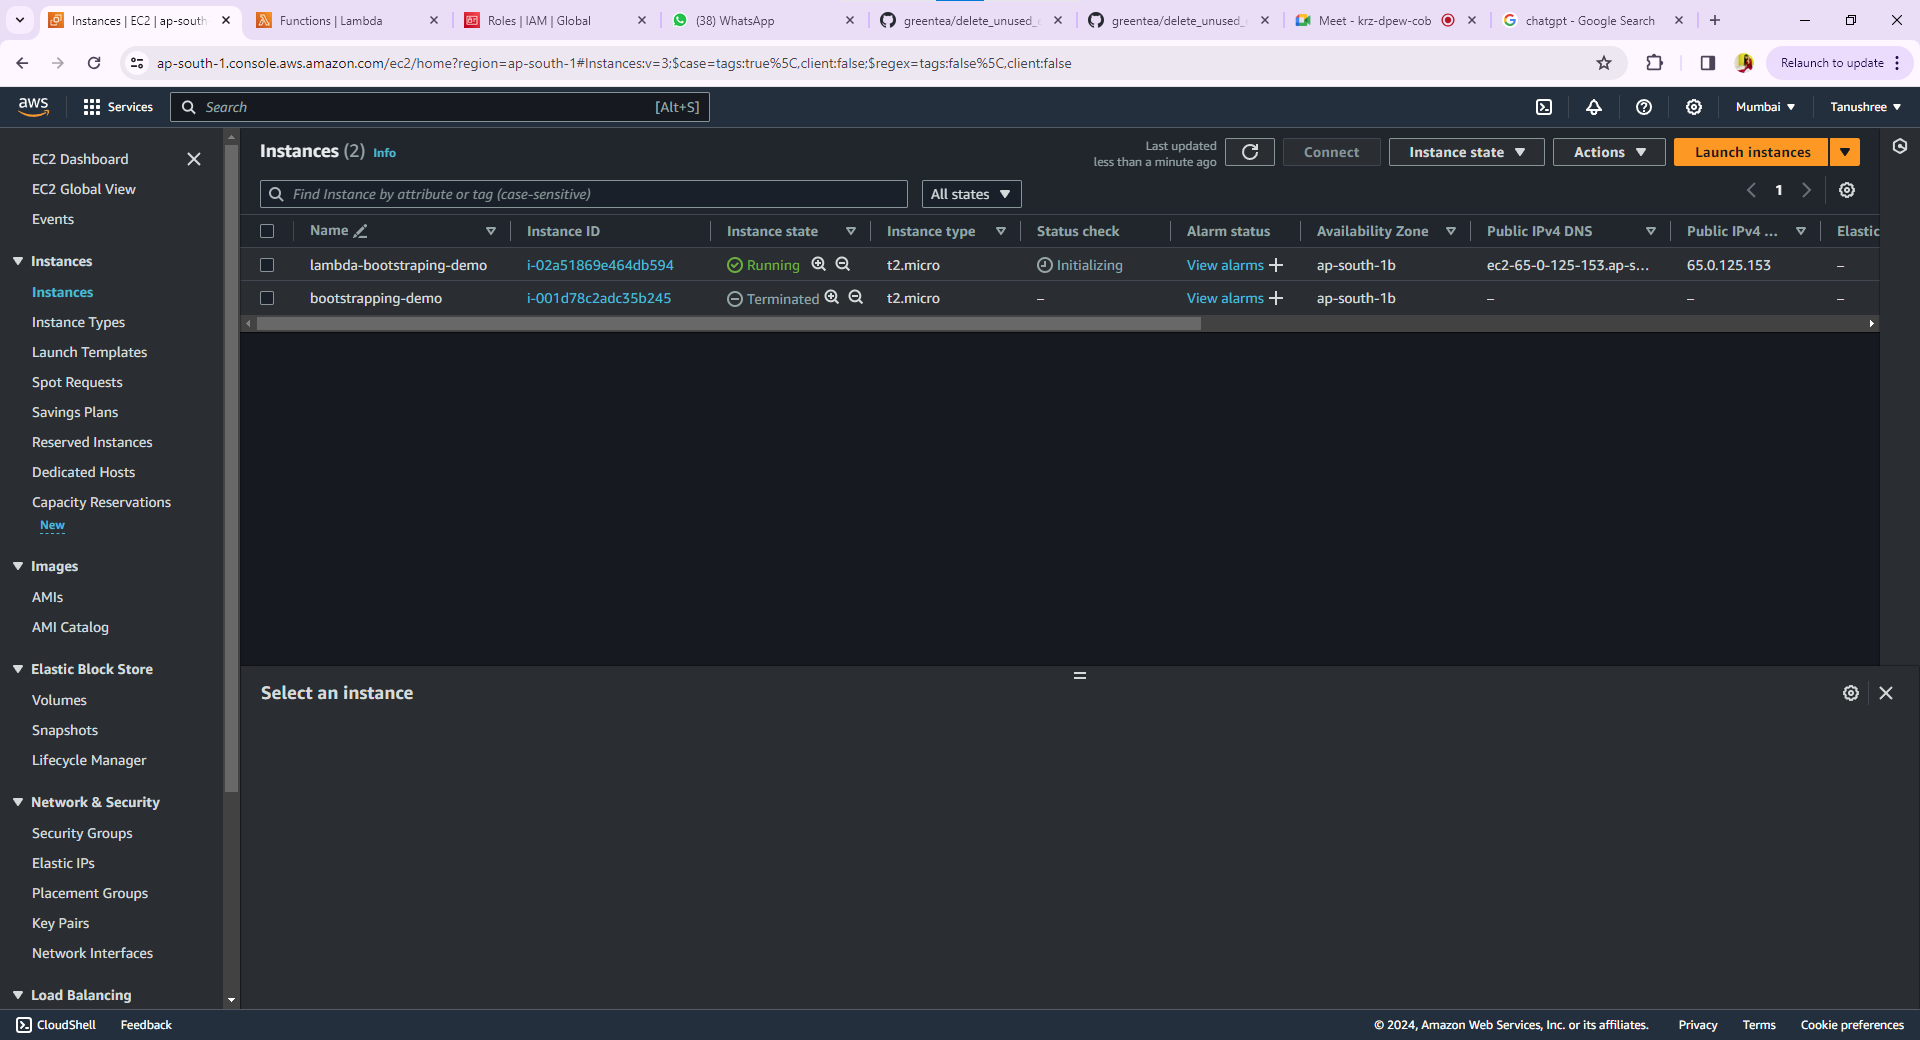 Instances | EC2 | ap-south
Functions | Lambda
Roles | IAM | Global
(38) WhatsApp
greentea/delete_unused_
greentea/delete_unused_
Meet - krz-dpew-cob
chatgpt - Google Search
ap-south-1.console.aws.amazon.com/ec2/home?region=ap-south-1#Instances:v=3;$case=tags:true%5C,client:false;$regex=tags:false%5C,client:false
Relaunch to update
aws
Services
Search
[Alt+S]
Mumbai
Tanushree
EC2 Dashboard
EC2 Global View
Events
Instances
Instances
Instance Types
Launch Templates
Spot Requests
Savings Plans
Reserved Instances
Dedicated Hosts
Capacity Reservations
New
Images
AMIs
AMI Catalog
Elastic Block Store
Volumes
Snapshots
Lifecycle Manager
Network & Security
Security Groups
Elastic IPs
Placement Groups
Key Pairs
Network Interfaces
Load Balancing
Instances (2) Info
Last updated
less than a minute ago
Connect
Instance state
Actions
Launch instances
Find Instance by attribute or tag (case-sensitive)
All states
1
Name Instance ID Instance state Instance type Status check Alarm status Availability Zone Public IPv4 DNS Public IPv4 ... Elastic
lambda-bootstraping-demo i-02a51869e464db594 Running t2.micro Initializing View alarms + ap-south-1b ec2-65-0-125-153.ap-s... 65.0.125.153 –
bootstrapping-demo i-001d78c2adc35b245 Terminated t2.micro – View alarms + ap-south-1b – – –
Select an instance
CloudShell
Feedback
© 2024, Amazon Web Services, Inc. or its affiliates.
Privacy
Terms
Cookie preferences